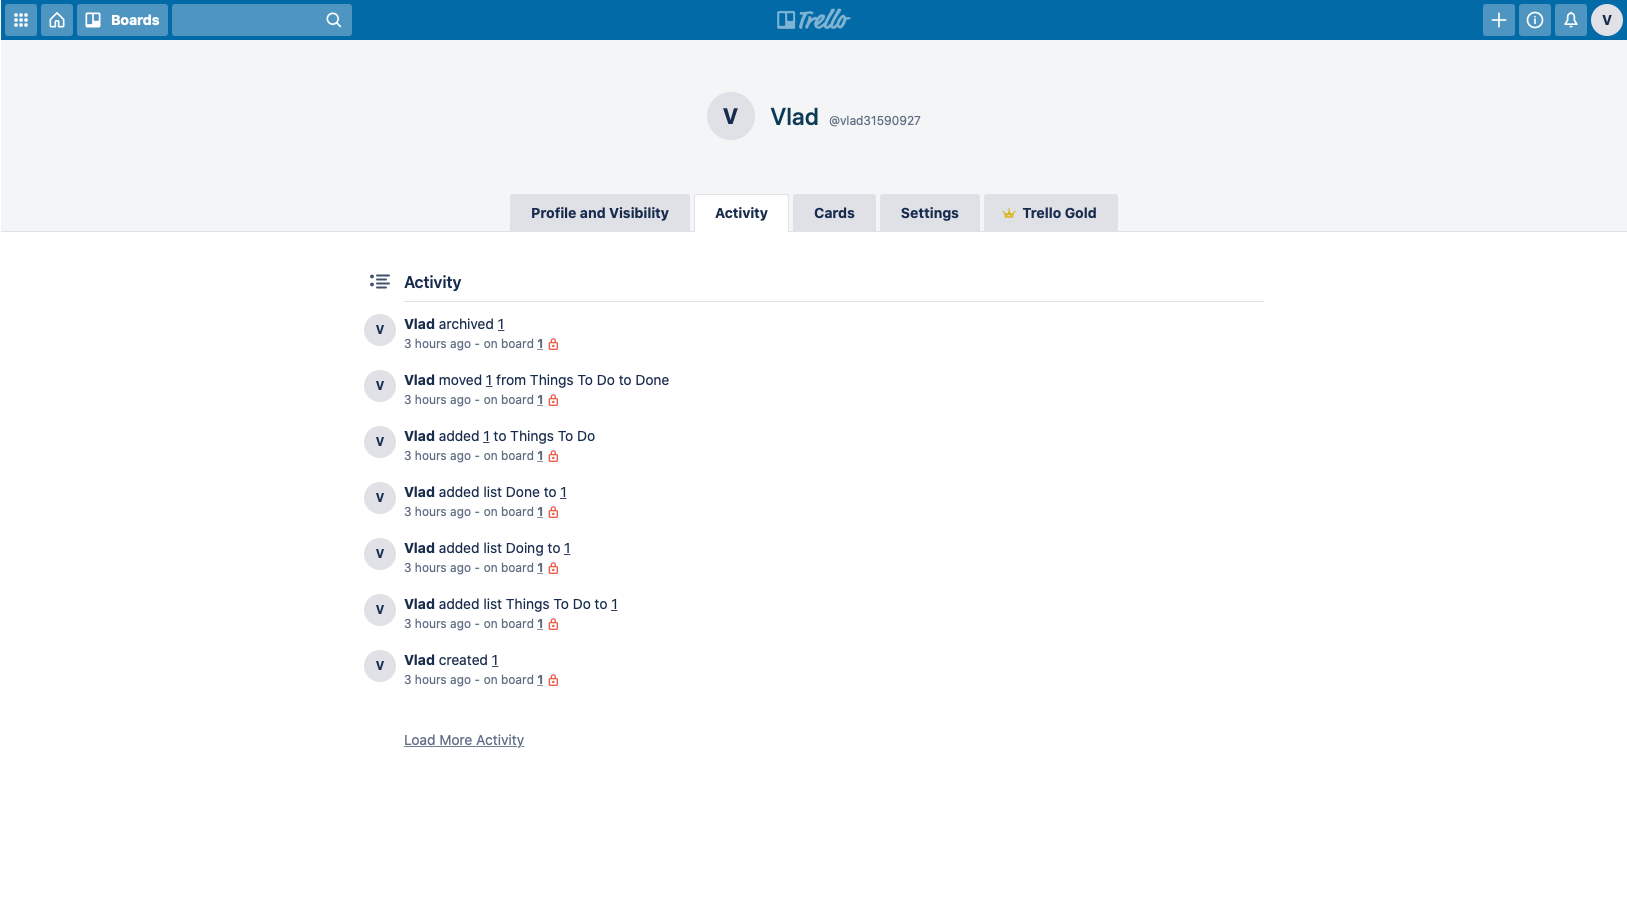 Boards
Trello
V
V
Vlad @vlad31590927
Profile and Visibility
Activity
Cards
Settings
Trello Gold
Activity
V
Vlad archived 1
3 hours ago - on board 1
V
Vlad moved 1 from Things To Do to Done
3 hours ago - on board 1
V
Vlad added 1 to Things To Do
3 hours ago - on board 1
V
Vlad added list Done to 1
3 hours ago - on board 1
V
Vlad added list Doing to 1
3 hours ago - on board 1
V
Vlad added list Things To Do to 1
3 hours ago - on board 1
V
Vlad created 1
3 hours ago - on board 1
Load More Activity